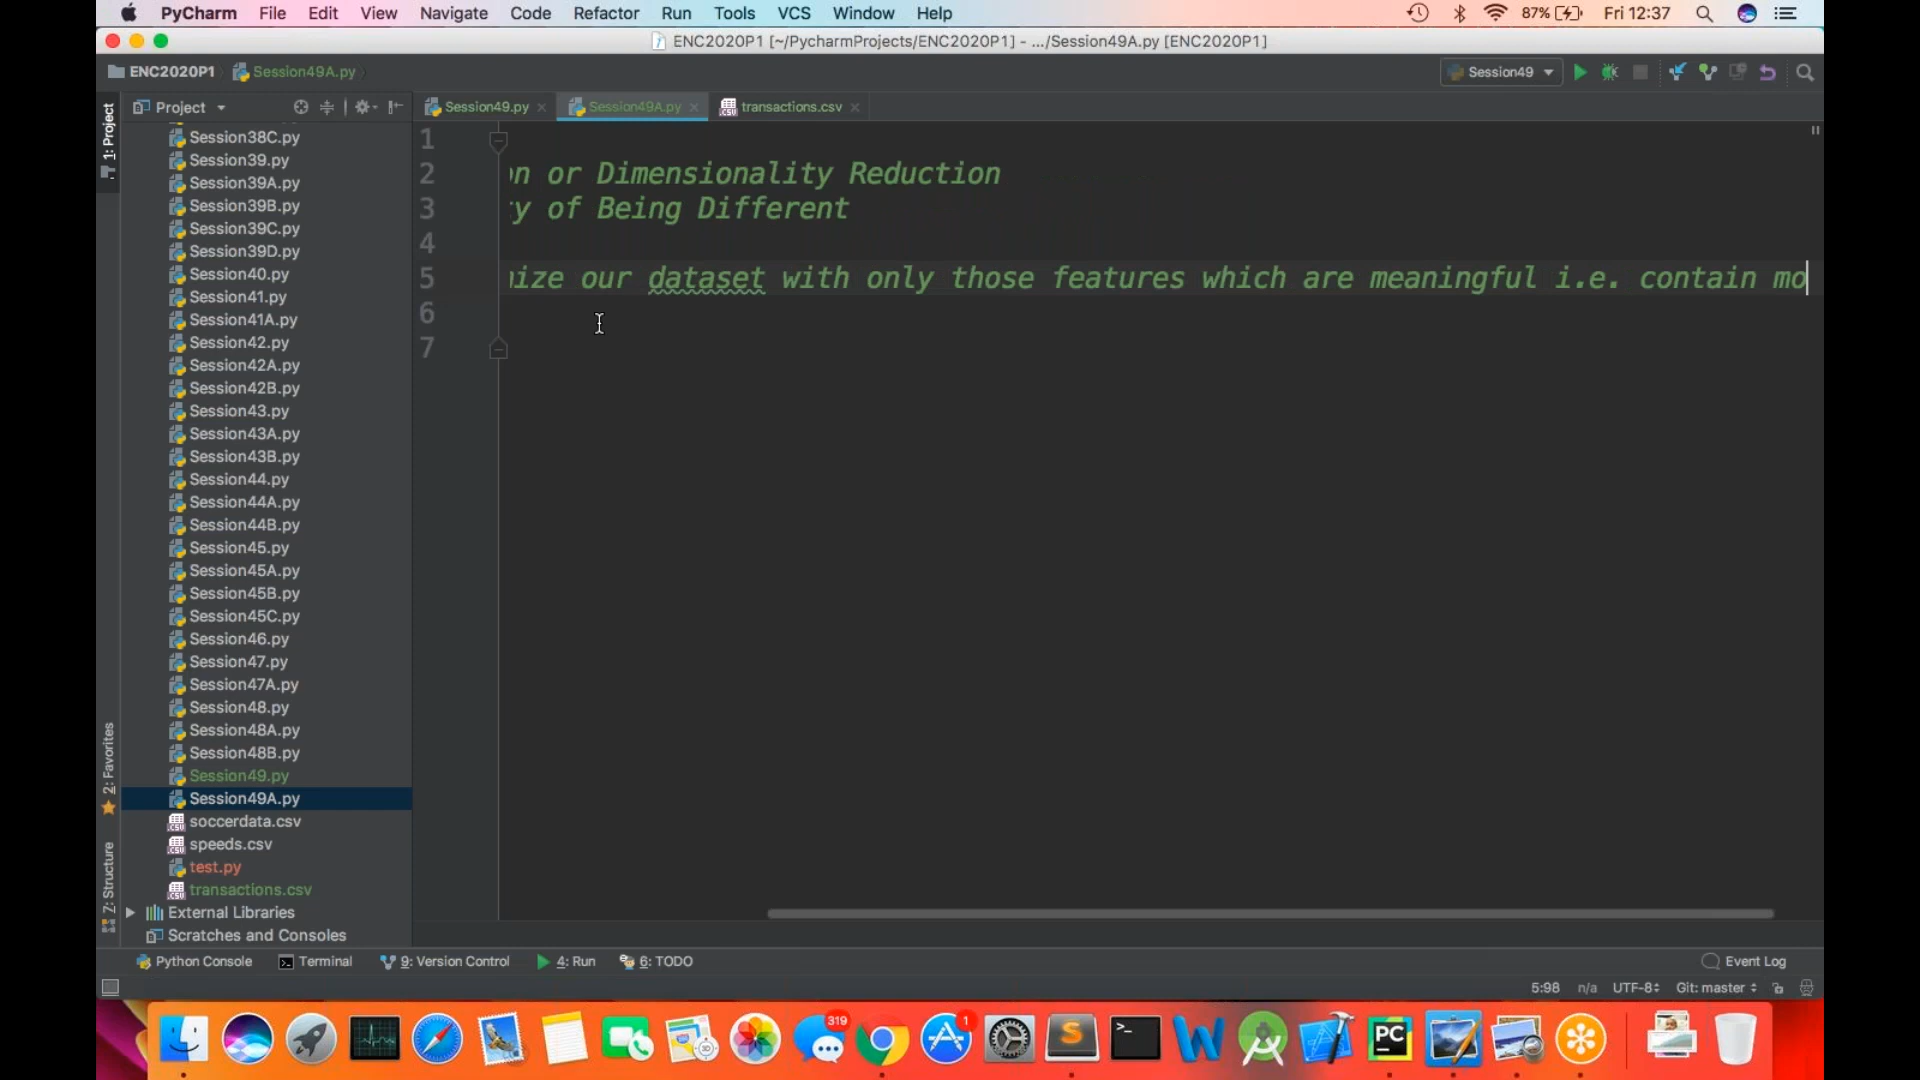 PyCharm File Edit View Navigate Code Refactor Run Tools VCS Window Help 87% Fri 12:37
ENC2020P1 [~/PycharmProjects/ENC2020P1] - .../Session49A.py [ENC2020P1]
ENC2020P1 Session49A.py Session49
Project Session49.py Session49A.py transactions.csv
1: Project
2: Favorites
7: Structure
Session38C.py
Session39.py
Session39A.py
Session39B.py
Session39C.py
Session39D.py
Session40.py
Session41.py
Session41A.py
Session42.py
Session42A.py
Session42B.py
Session43.py
Session43A.py
Session43B.py
Session44.py
Session44A.py
Session44B.py
Session45.py
Session45A.py
Session45B.py
Session45C.py
Session46.py
Session47.py
Session47A.py
Session48.py
Session48A.py
Session48B.py
Session49.py
Session49A.py
soccerdata.csv
speeds.csv
test.py
transactions.csv
External Libraries
Scratches and Consoles
1
2 n or Dimensionality Reduction
3 y of Being Different
4
5 ize our dataset with only those features which are meaningful i.e. contain mo
6
7
Python Console Terminal 9: Version Control 4: Run 6: TODO Event Log
5:98 n/a UTF-8 Git: master
319
1
PC